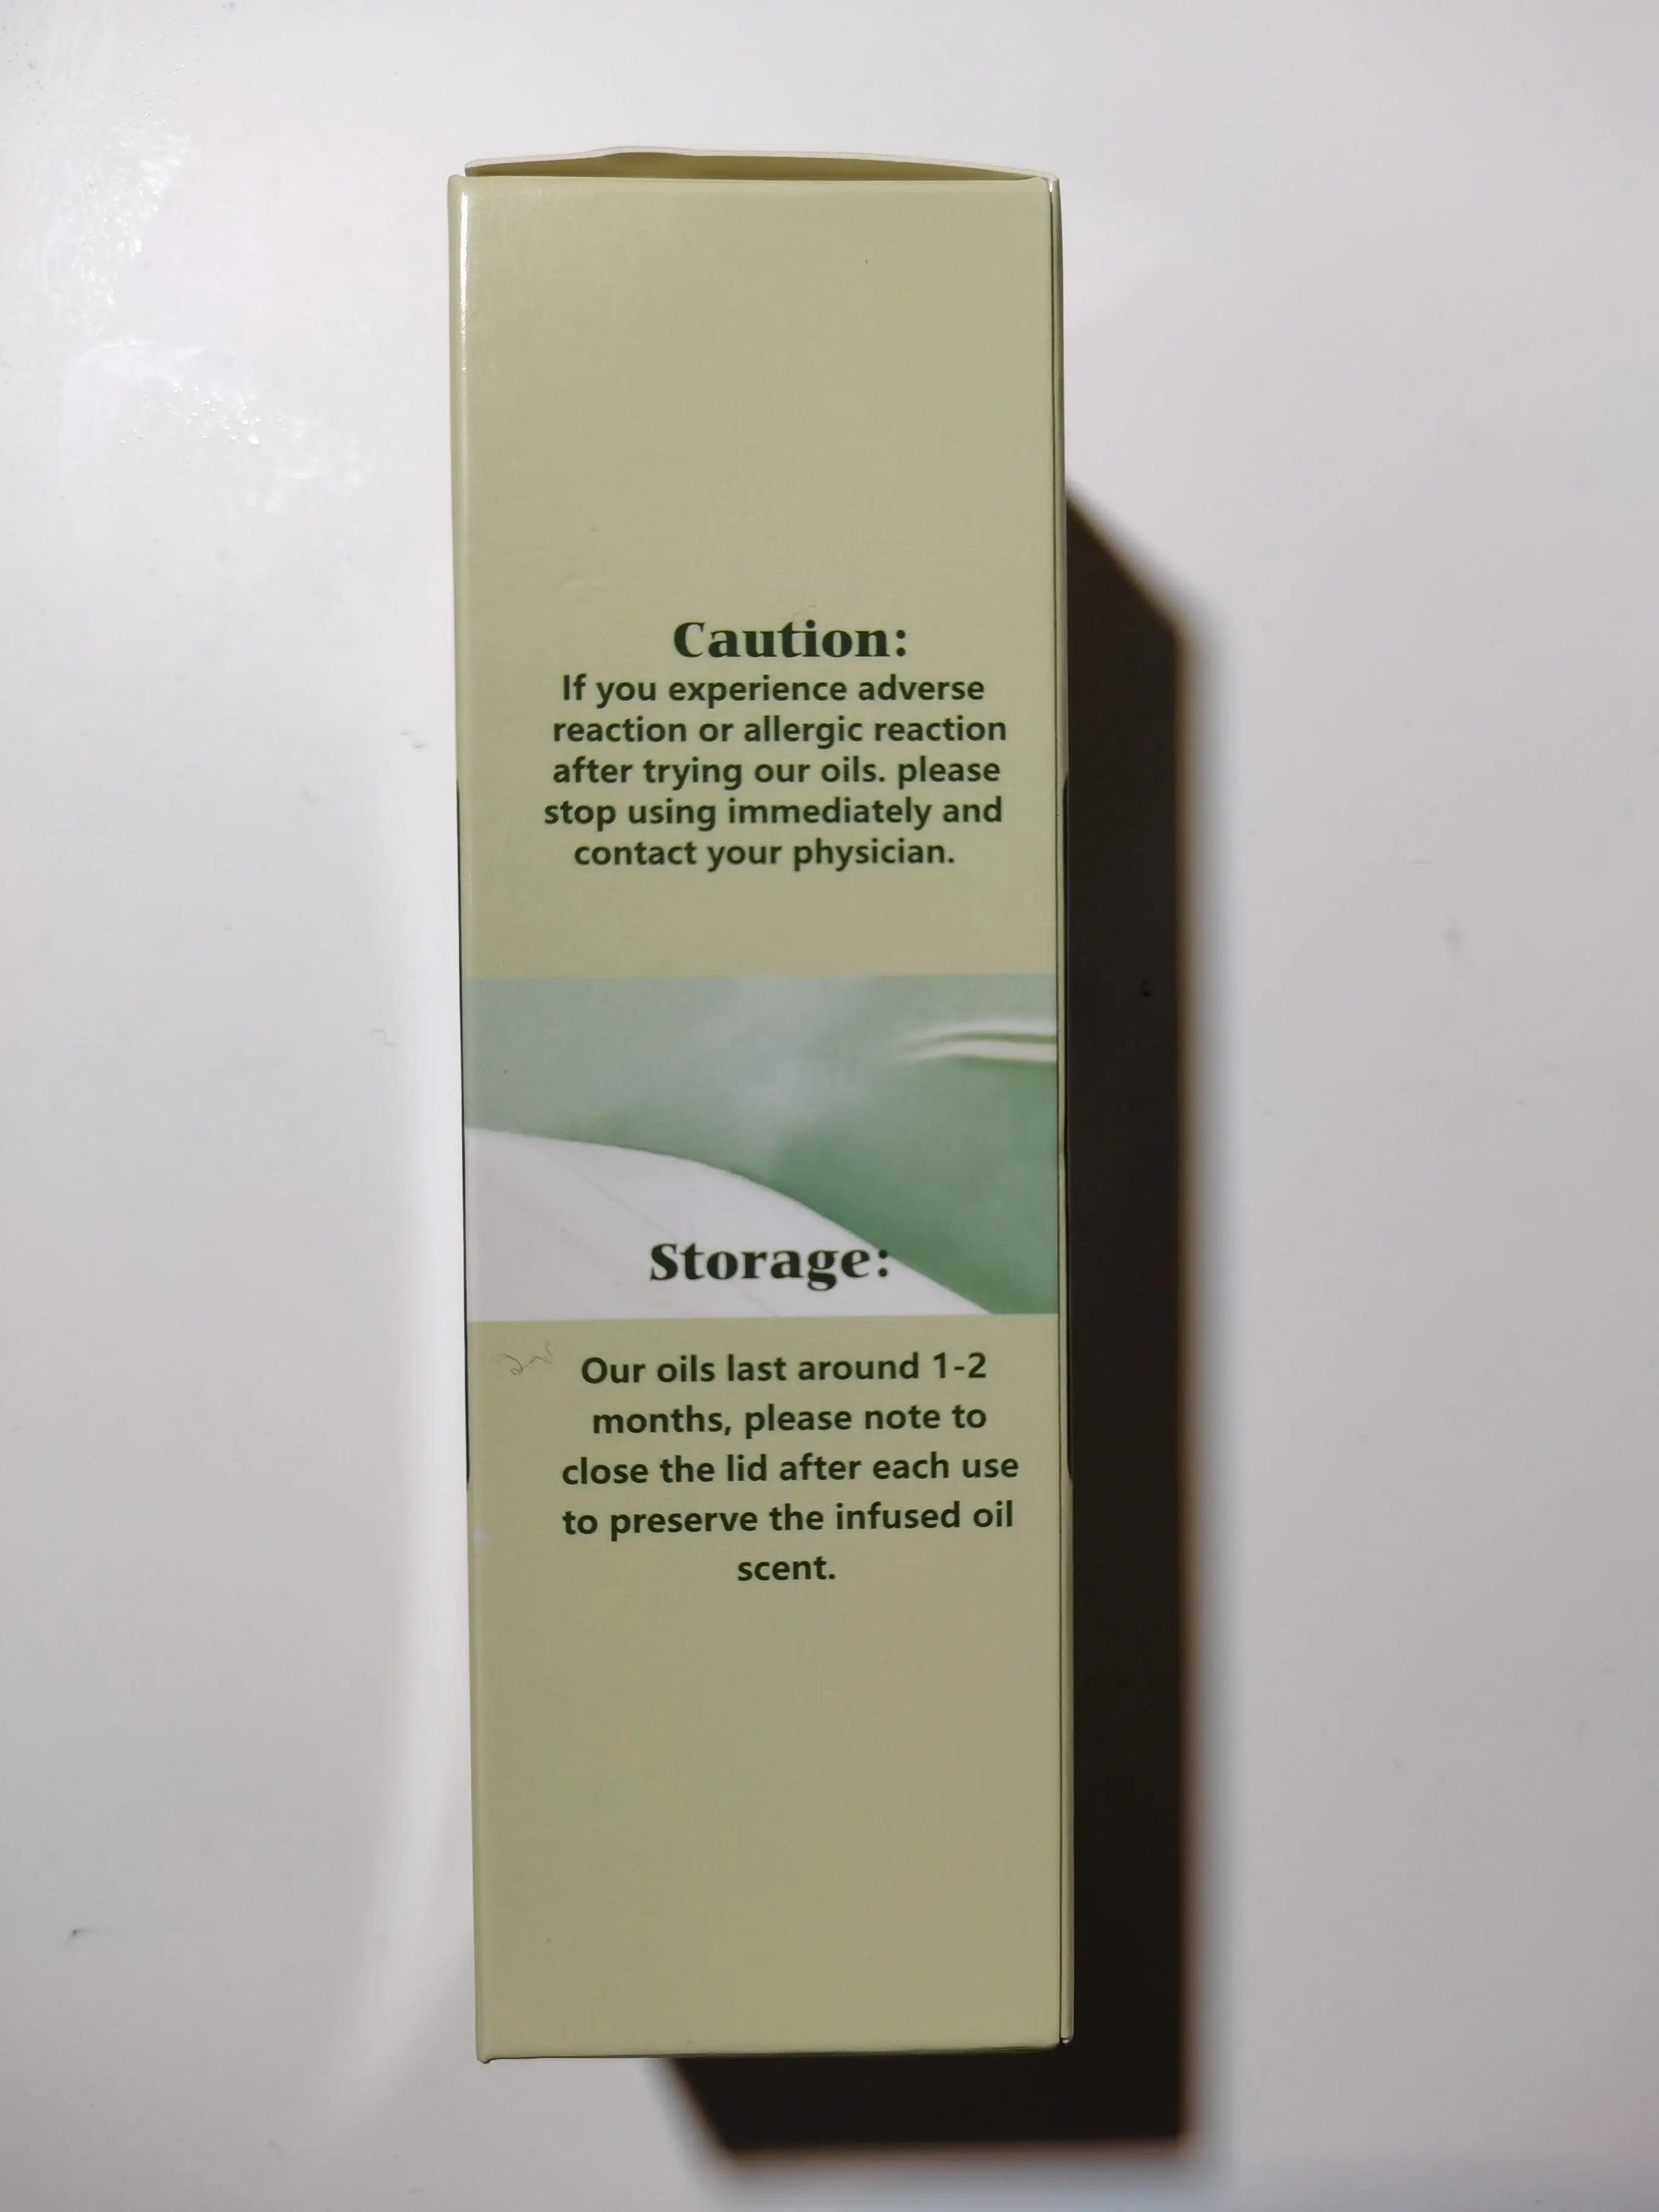 Caution:
If you experience adverse
reaction or allergic reaction
after trying our oils. please
stop using immediately and
contact your physician.
Storage:
Our oils last around 1-2
months, please note to
close the lid after each use
to preserve the infused oil
scent.